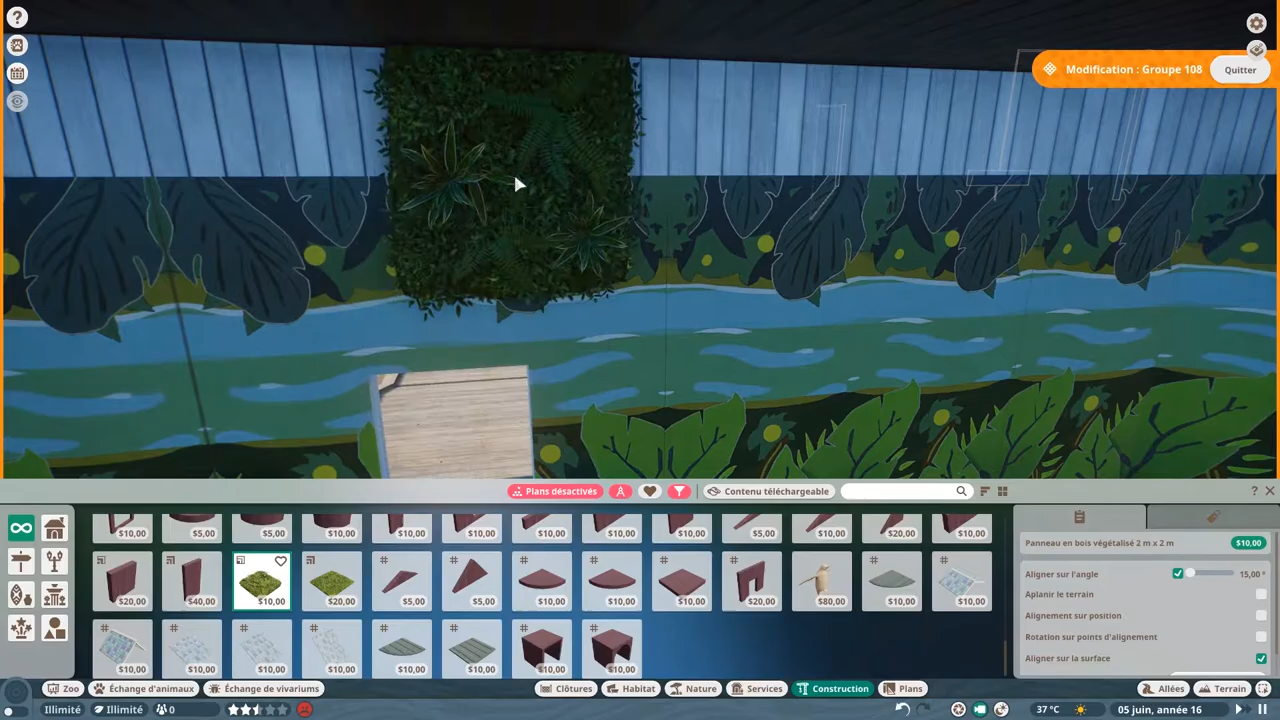 ?
Modification : Groupe 108
Quitter
Plans désactivés
Contenu téléchargeable
? ×
$10,00 $5,00 $5,00 $10,00 $10,00 $10,00 $10,00 $10,00 $10,00 $5,00 $10,00 $20,00 $10,00
$20,00 $40,00 $10,00 $20,00 $5,00 $5,00 $10,00 $10,00 $10,00 $20,00 $80,00 $10,00 $10,00
$10,00 $10,00 $10,00 $10,00 $10,00 $10,00 $10,00 $10,00
Panneau en bois végétalisé 2 m x 2 m $10,00
Aligner sur l'angle 15,00 °
Aplanir le terrain
Alignement sur position
Rotation sur points d'alignement
Aligner sur la surface
Zoo Échange d'animaux Échange de vivariums Clôtures Habitat Nature Services Construction Plans Allées Terrain
Illimité Illimité 0 37 °C 05 juin, année 16